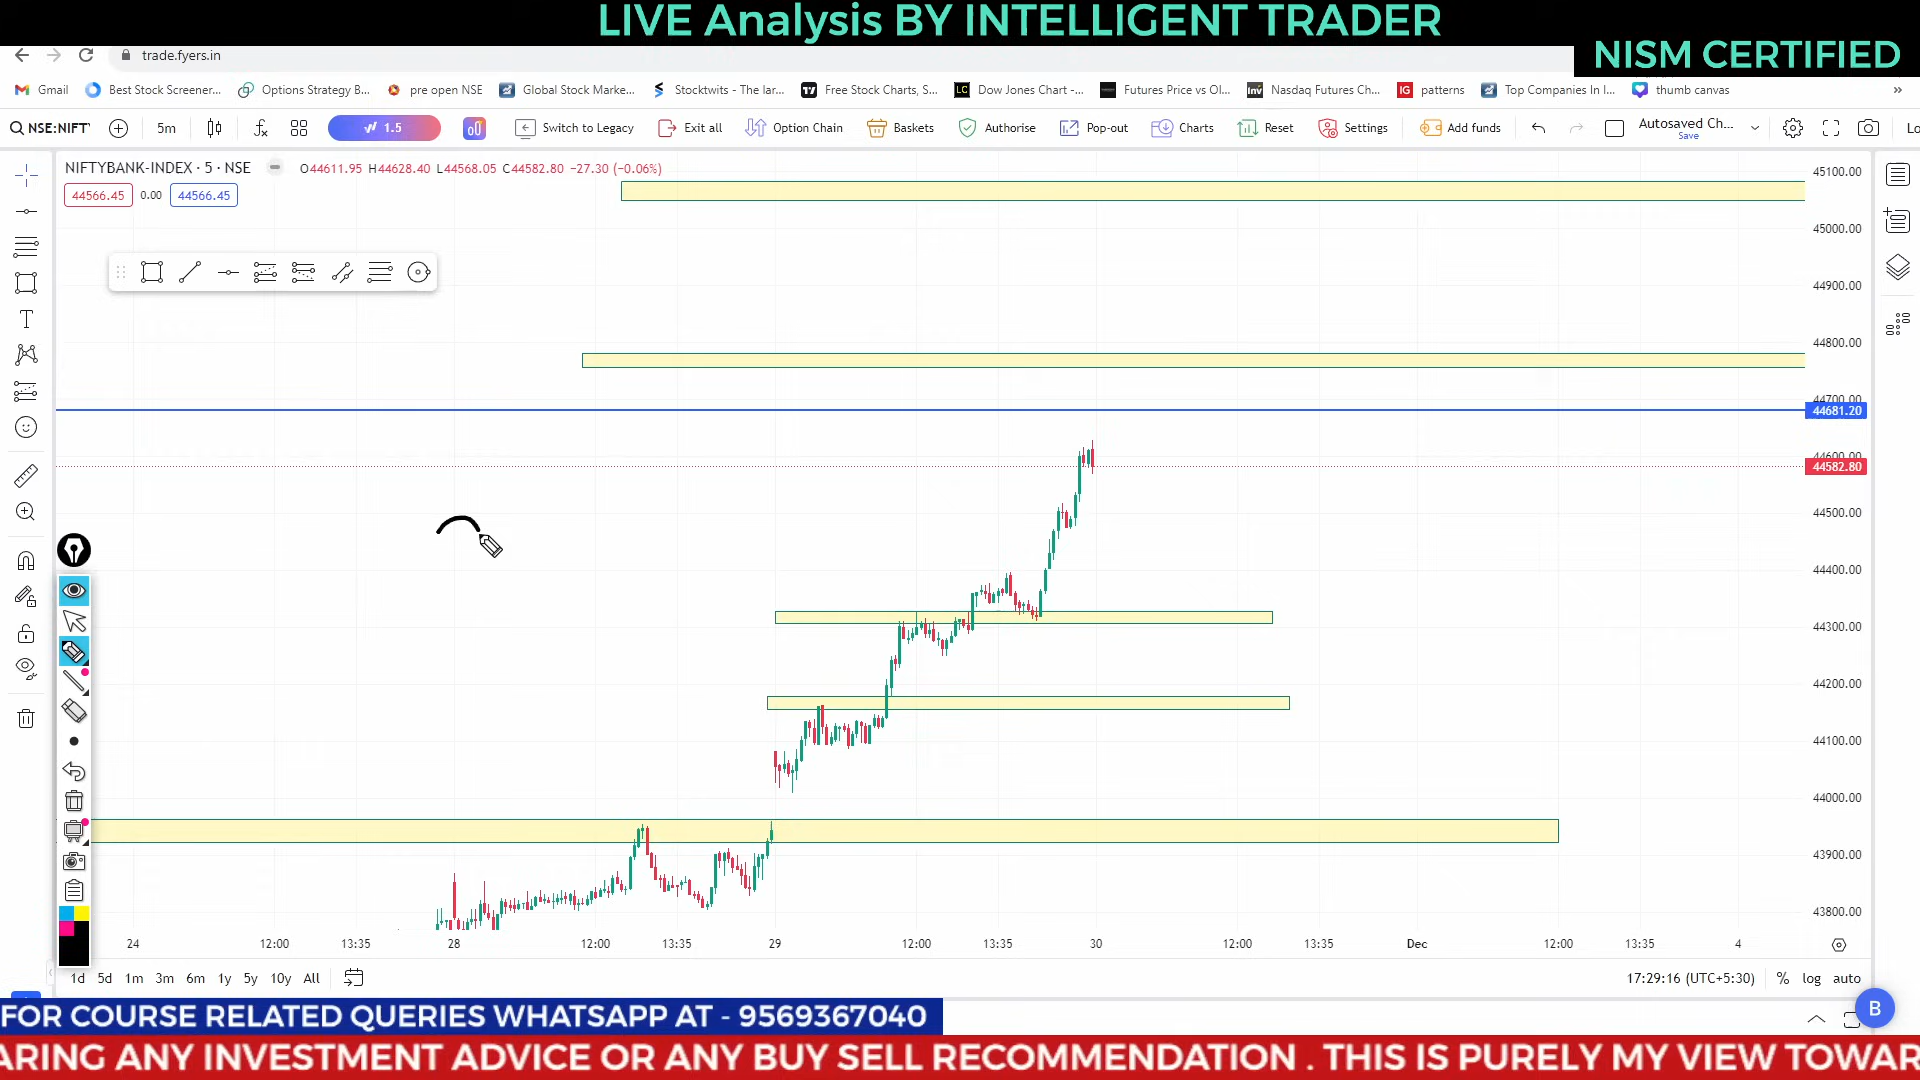 LIVE Analysis BY INTELLIGENT TRADER
NISM CERTIFIED
trade.fyers.in
Gmail Best Stock Screener... Options Strategy B... pre open NSE Global Stock Marke... Stocktwits - The lar... Free Stock Charts, S... Dow Jones Chart -... Futures Price vs Ol... Nasdaq Futures Ch... IG patterns Top Companies In I... thumb canvas »
NSE:NIFTY 5m 1.5 Switch to Legacy Exit all Option Chain Baskets Authorise Pop-out Charts Reset Settings Add funds Autosaved Ch... Lo
Save
NIFTYBANK-INDEX · 5 · NSE O44611.95 H44628.40 L44568.05 C44582.80 −27.30 (−0.06%)
44566.45 0.00 44566.45
45100.00
45000.00
44900.00
44800.00
44700.00
44681.20
44600.00
44582.80
44500.00
44400.00
44300.00
44200.00
44100.00
44000.00
43900.00
43800.00
24 12:00 13:35 28 12:00 13:35 29 12:00 13:35 30 12:00 13:35 Dec 12:00 13:35 4
1d 5d 1m 3m 6m 1y 5y 10y All 17:29:16 (UTC+5:30) % log auto
B
FOR COURSE RELATED QUERIES WHATSAPP AT - 9569367040
ARING ANY INVESTMENT ADVICE OR ANY BUY SELL RECOMMENDATION . THIS IS PURELY MY VIEW TOWAR